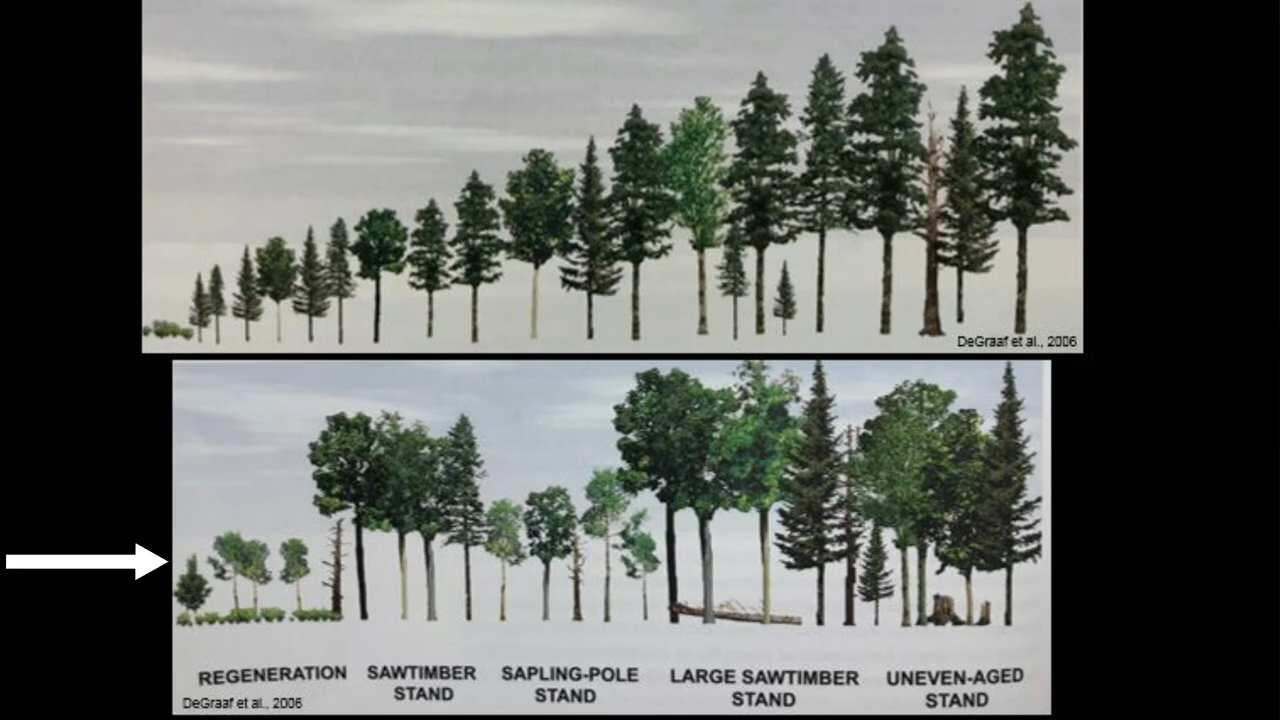 DeGraaf et al., 2006
REGENERATION
SAWTIMBER
STAND
SAPLING-POLE
STAND
LARGE SAWTIMBER
STAND
UNEVEN-AGED
STAND
DeGraaf et al., 2006